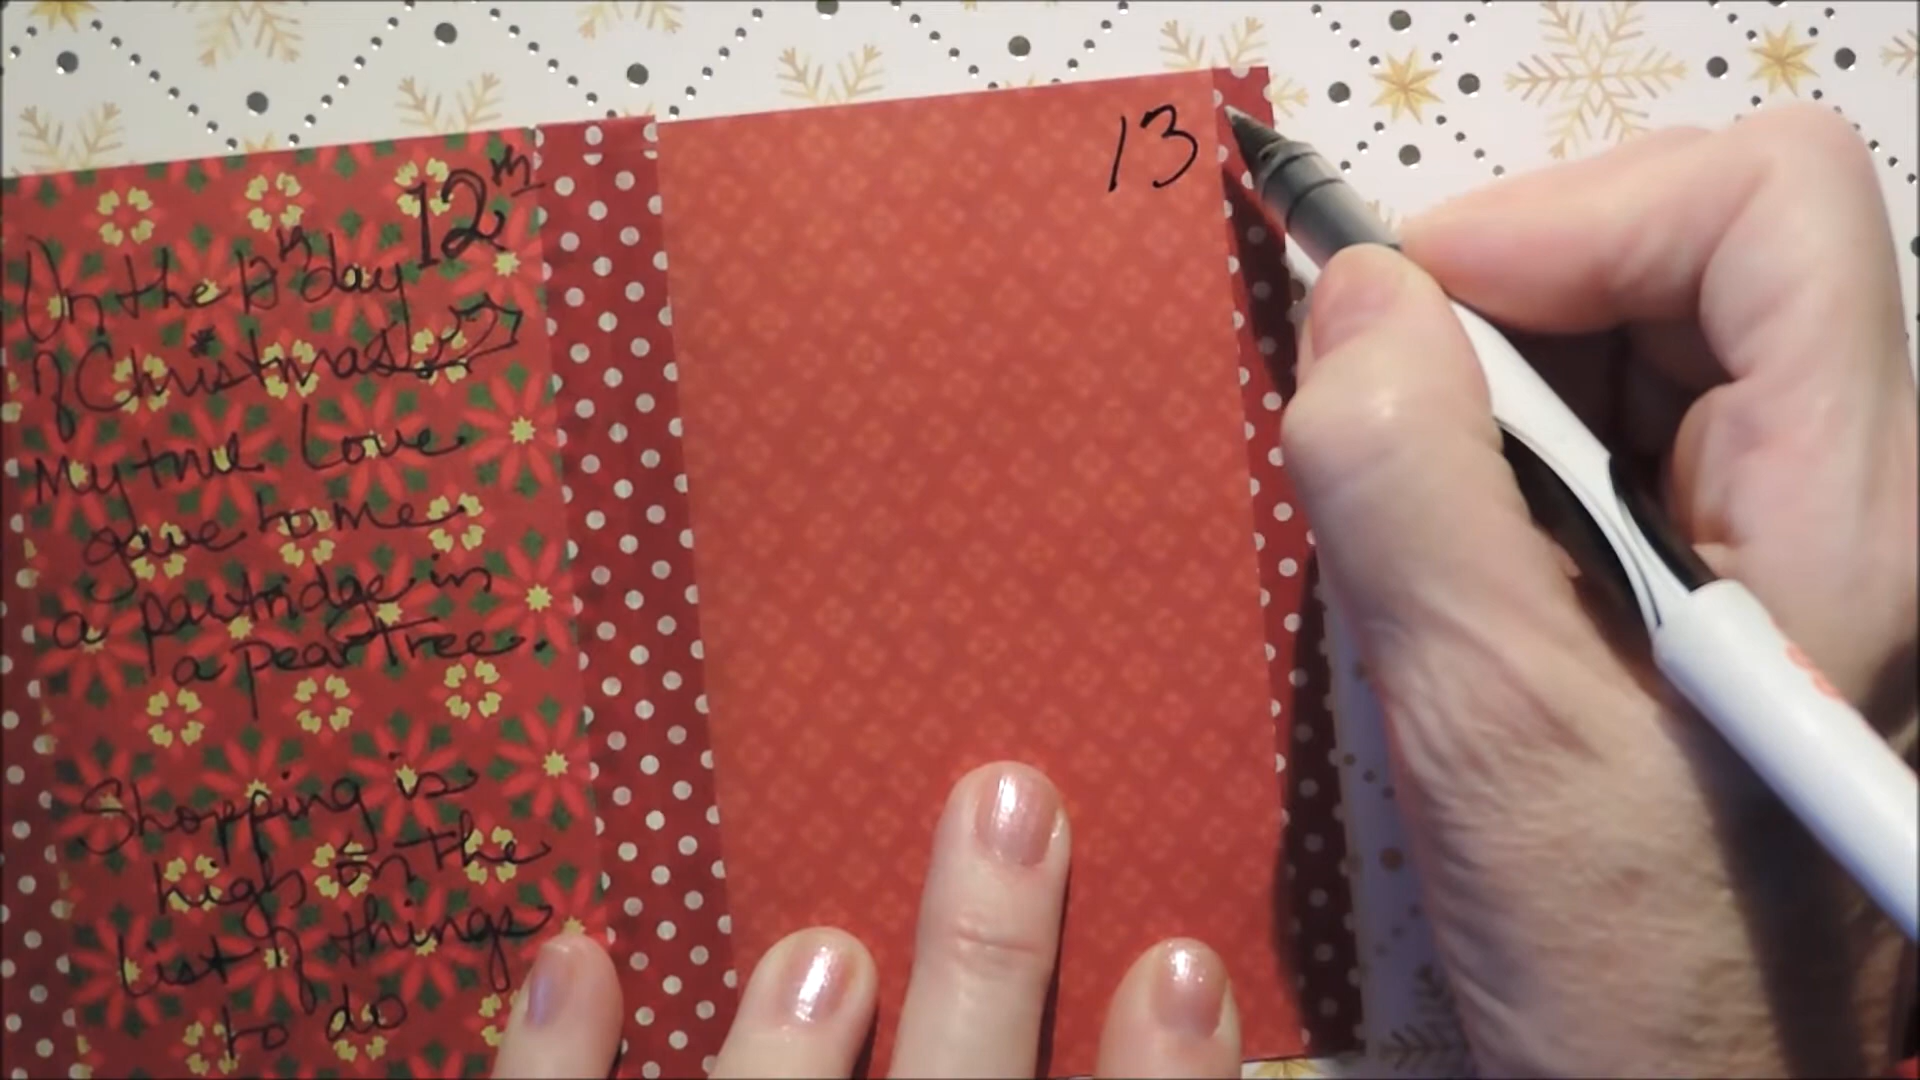 12th
On the 12th day
of Christmas
My true Love
gave to me
a partridge in
a pear Tree.
Shopping is
high on the
List of things
to do
13